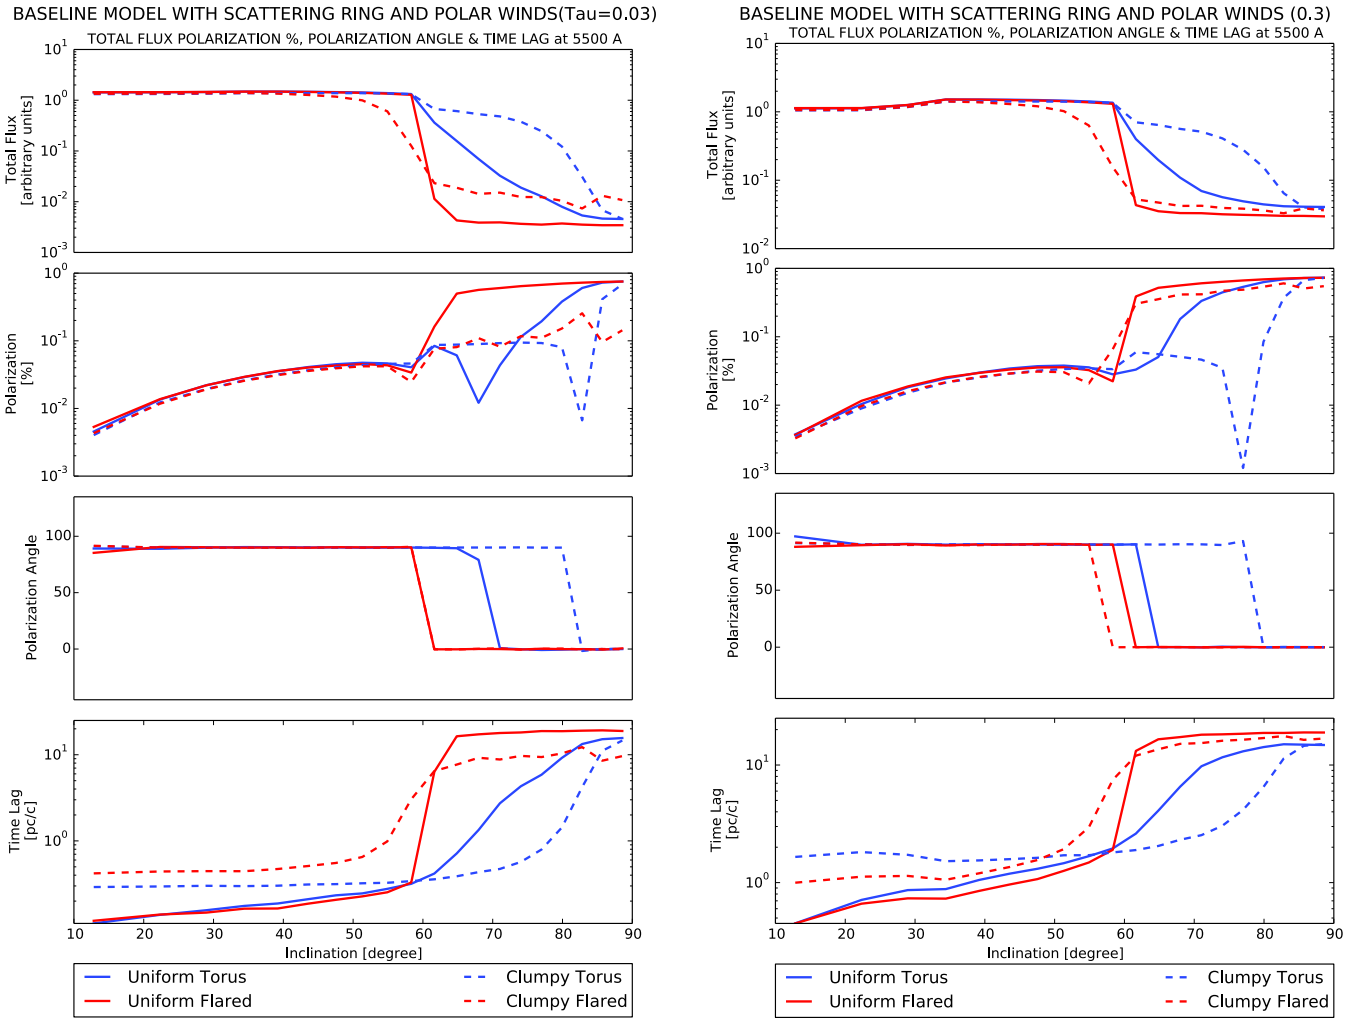 BASELINE MODEL WITH SCATTERING RING AND POLAR WINDS(Tau=0.03)
TOTAL FLUX POLARIZATION %, POLARIZATION ANGLE & TIME LAG at 5500 A
Total Flux
[arbitrary units]
10^1
10^0
10^-1
10^-2
10^-3
Polarization
[%]
10^0
10^-1
10^-2
10^-3
Polarization Angle
100
50
0
Time Lag
[pc/c]
10^1
10^0
10 20 30 40 50 60 70 80 90
Inclination [degree]
Uniform Torus
Clumpy Torus
Uniform Flared
Clumpy Flared
BASELINE MODEL WITH SCATTERING RING AND POLAR WINDS (0.3)
TOTAL FLUX POLARIZATION %, POLARIZATION ANGLE & TIME LAG at 5500 A
Total Flux
[arbitrary units]
10^1
10^0
10^-1
10^-2
Polarization
[%]
10^0
10^-1
10^-2
10^-3
Polarization Angle
100
50
0
Time Lag
[pc/c]
10^1
10^0
10 20 30 40 50 60 70 80 90
Inclination [degree]
Uniform Torus
Clumpy Torus
Uniform Flared
Clumpy Flared